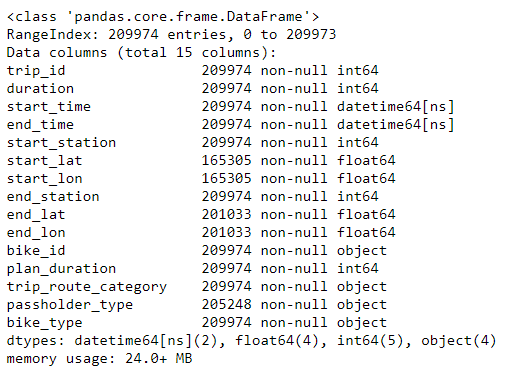 <class 'pandas.core.frame.DataFrame'>
RangeIndex: 209974 entries, 0 to 209973
Data columns (total 15 columns):
trip_id                209974 non-null int64
duration               209974 non-null int64
start_time             209974 non-null datetime64[ns]
end_time               209974 non-null datetime64[ns]
start_station          209974 non-null int64
start_lat              165305 non-null float64
start_lon              165305 non-null float64
end_station            209974 non-null int64
end_lat                201033 non-null float64
end_lon                201033 non-null float64
bike_id                209974 non-null object
plan_duration          209974 non-null int64
trip_route_category    209974 non-null object
passholder_type        205248 non-null object
bike_type              209974 non-null object
dtypes: datetime64[ns](2), float64(4), int64(5), object(4)
memory usage: 24.0+ MB